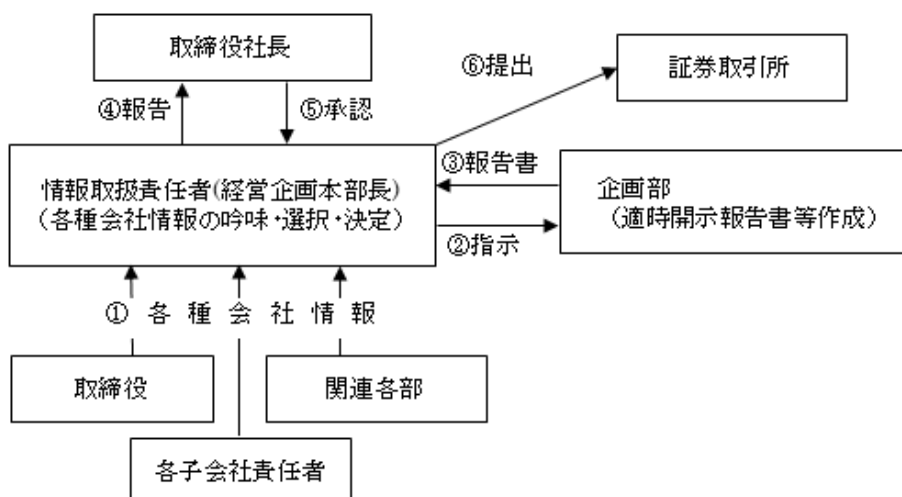 取締役社長
証券取引所
⑥提出
④報告
⑤承認
情報取扱責任者(経営企画本部長)
(各種会社情報の吟味・選択・決定)
③報告書
②指示
企画部
(適時開示報告書等作成)
①各種会社情報
取締役
関連各部
各子会社責任者